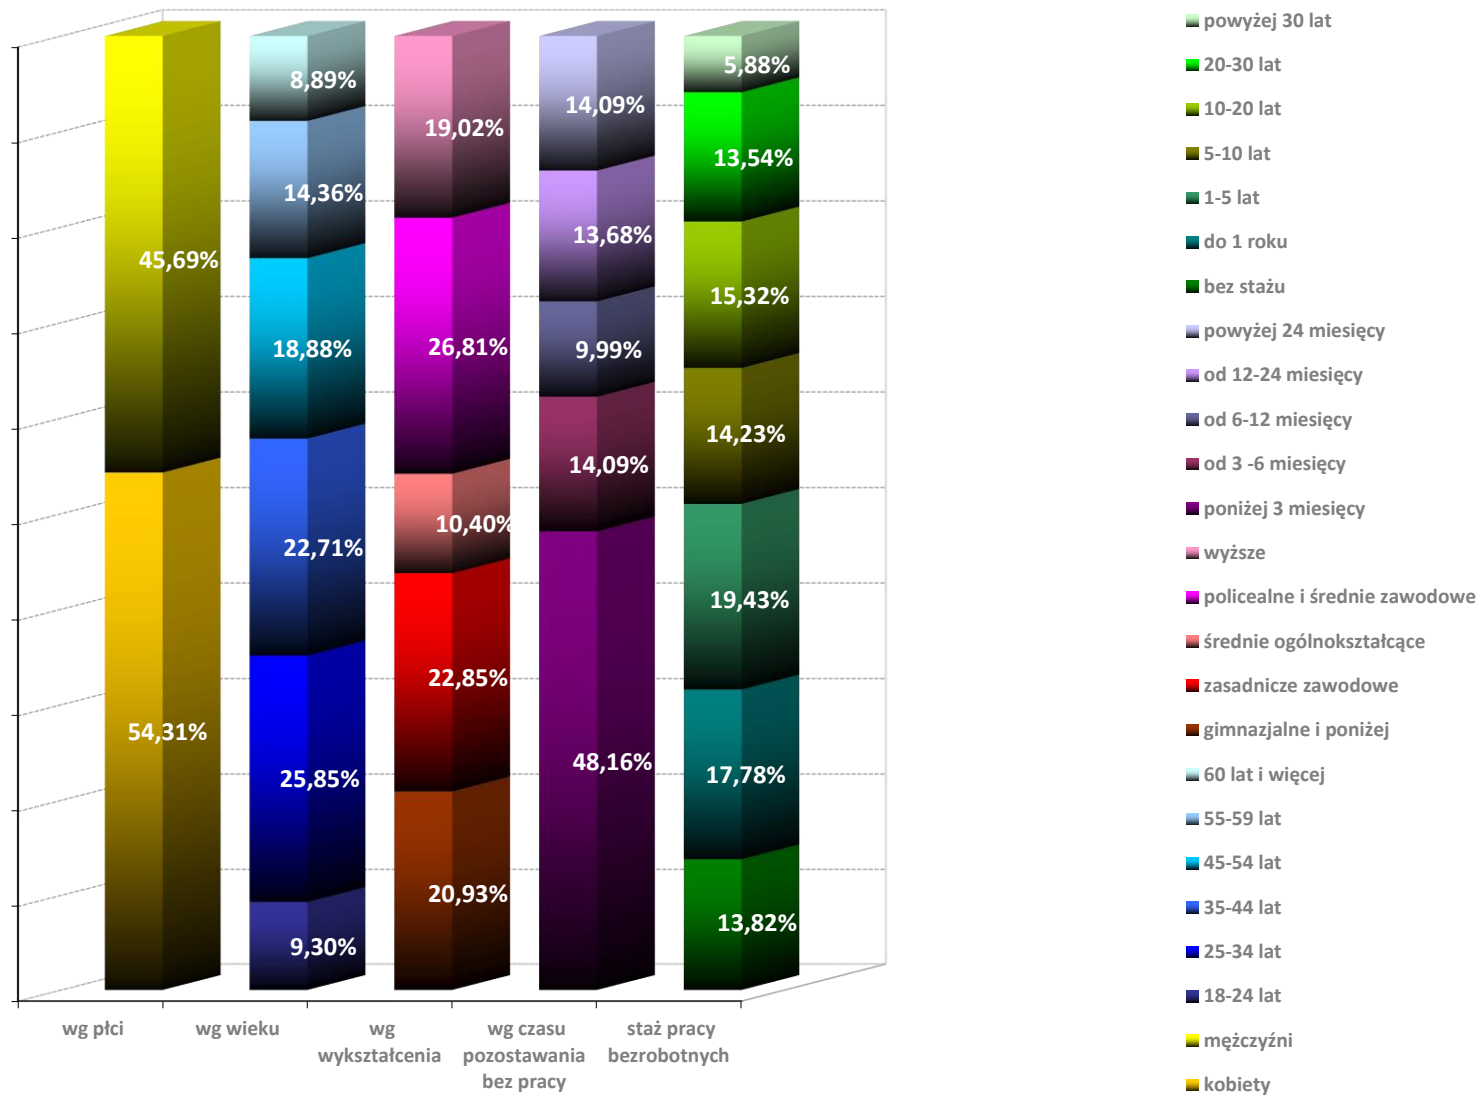 45,69%
54,31%
8,89%
14,36%
18,88%
22,71%
25,85%
9,30%
19,02%
26,81%
10,40%
22,85%
20,93%
14,09%
13,68%
9,99%
14,09%
48,16%
5,88%
13,54%
15,32%
14,23%
19,43%
17,78%
13,82%
wg płci
wg wieku
wg
wykształcenia
wg czasu
pozostawania
bez pracy
staż pracy
bezrobotnych
powyżej 30 lat
20-30 lat
10-20 lat
5-10 lat
1-5 lat
do 1 roku
bez stażu
powyżej 24 miesięcy
od 12-24 miesięcy
od 6-12 miesięcy
od 3 -6 miesięcy
poniżej 3 miesięcy
wyższe
policealne i średnie zawodowe
średnie ogólnokształcące
zasadnicze zawodowe
gimnazjalne i poniżej
60 lat i więcej
55-59 lat
45-54 lat
35-44 lat
25-34 lat
18-24 lat
mężczyźni
kobiety